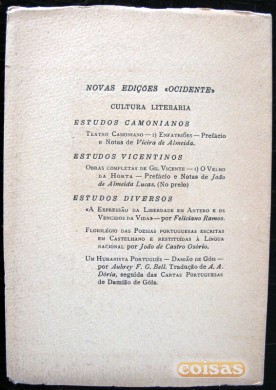 NOVAS EDIÇÕES «OCIDENTE»
CULTURA LITERARIA
ESTUDOS CAMONIANOS
TEATRO CAMONIANO — 1) ENFATRIÕES — Prefácio
e Notas de Vieira de Almeida.
ESTUDOS VICENTINOS
OBRAS COMPLETAS DE GIL VICENTE — 1) O VELHO
DA HORTA — Prefácio e Notas de João
de Almeida Lucas. (No prelo)
ESTUDOS DIVERSOS
«A EXPRESSÃO DA LIBERDADE EM ANTERO E OS
VENCIDOS DA VIDA» — por Feliciano Ramos.
FLORILÉGIO DAS POESIAS PORTUGUESAS ESCRITAS
EM CASTELHANO E RESTITUÍDAS À LÍNGUA
NACIONAL por João de Castro Osório.
UM HUMANISTA PORTUGUÊS — DAMIÃO DE GÓIS —
por Aubrey F. G. Bell. Tradução de A. A.
Dória, seguida das CARTAS PORTUGUESAS
DE DAMIÃO DE GÓIS.
coisas